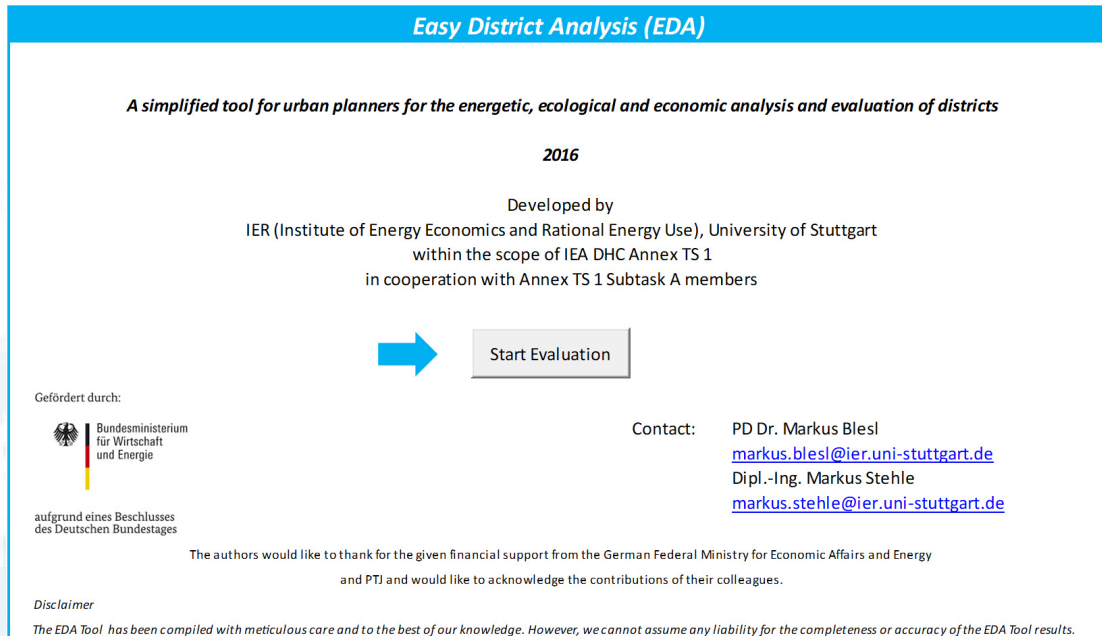 Easy District Analysis (EDA)
A simplified tool for urban planners for the energetic, ecological and economic analysis and evaluation of districts
2016
Developed by
IER (Institute of Energy Economics and Rational Energy Use), University of Stuttgart
within the scope of IEA DHC Annex TS 1
in cooperation with Annex TS 1 Subtask A members
Start Evaluation
Gefördert durch:
Bundesministerium
für Wirtschaft
und Energie
aufgrund eines Beschlusses
des Deutschen Bundestages
Contact: PD Dr. Markus Blesl
markus.blesl@ier.uni-stuttgart.de
Dipl.-Ing. Markus Stehle
markus.stehle@ier.uni-stuttgart.de
The authors would like to thank for the given financial support from the German Federal Ministry for Economic Affairs and Energy
and PTJ and would like to acknowledge the contributions of their colleagues.
Disclaimer
The EDA Tool has been compiled with meticulous care and to the best of our knowledge. However, we cannot assume any liability for the completeness or accuracy of the EDA Tool results.